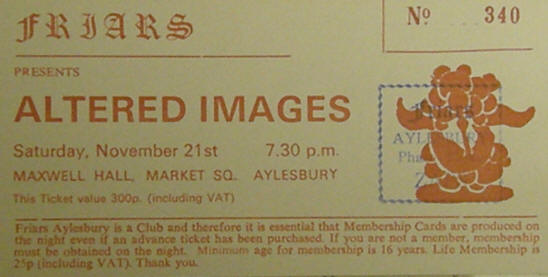 FRIARS
Nº 340
PRESENTS
ALTERED IMAGES
Saturday, November 21st 7.30 p.m.
MAXWELL HALL, MARKET SQ. AYLESBURY
This Ticket value 300p. (including VAT)
Friars
AYLESBURY
Friars Aylesbury is a Club and therefore it is essential that Membership Cards are produced on
the night even if an advance ticket has been purchased. If you are not a member, membership
must be obtained on the night. Minimum age for membership is 16 years. Life Membership is
25p (including VAT). Thank you.